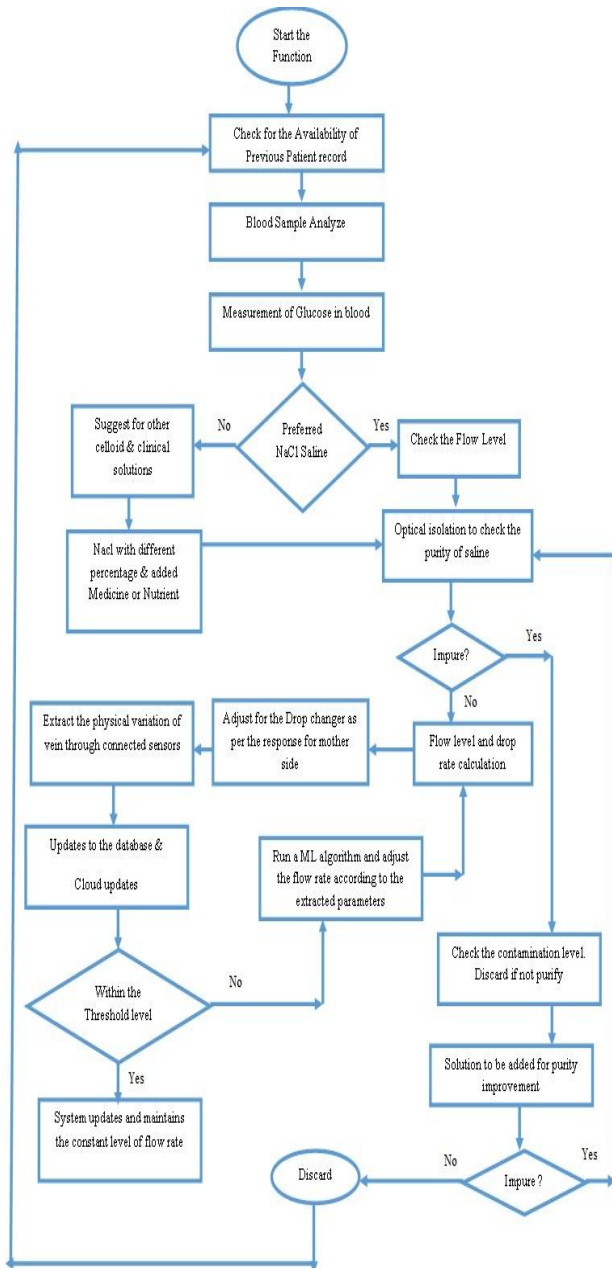 Start the
Function
Check for the Availability of
Previous Patient record
Blood Sample Analyze
Measurement of Glucose in blood
No
Preferred
NaCl Saline
Yes
Suggest for other
celloid & clinical
solutions
Check the Flow Level
Nacl with different
percentage & added
Medicine or Nutrient
Optical isolation to check the
purity of saline
Impure?
Yes
No
Extract the physical variation of
vein through connected sensors
Adjust for the Drop changer as
per the response for mother
side
Flow level and drop
rate calculation
Updates to the database &
Cloud updates
Run a ML algorithm and adjust
the flow rate according to the
extracted parameters
Within the
Threshold level
No
Yes
Check the contamination level.
Discard if not purify
Solution to be added for purity
improvement
System updates and maintains
the constant level of flow rate
Discard
No
Impure ?
Yes